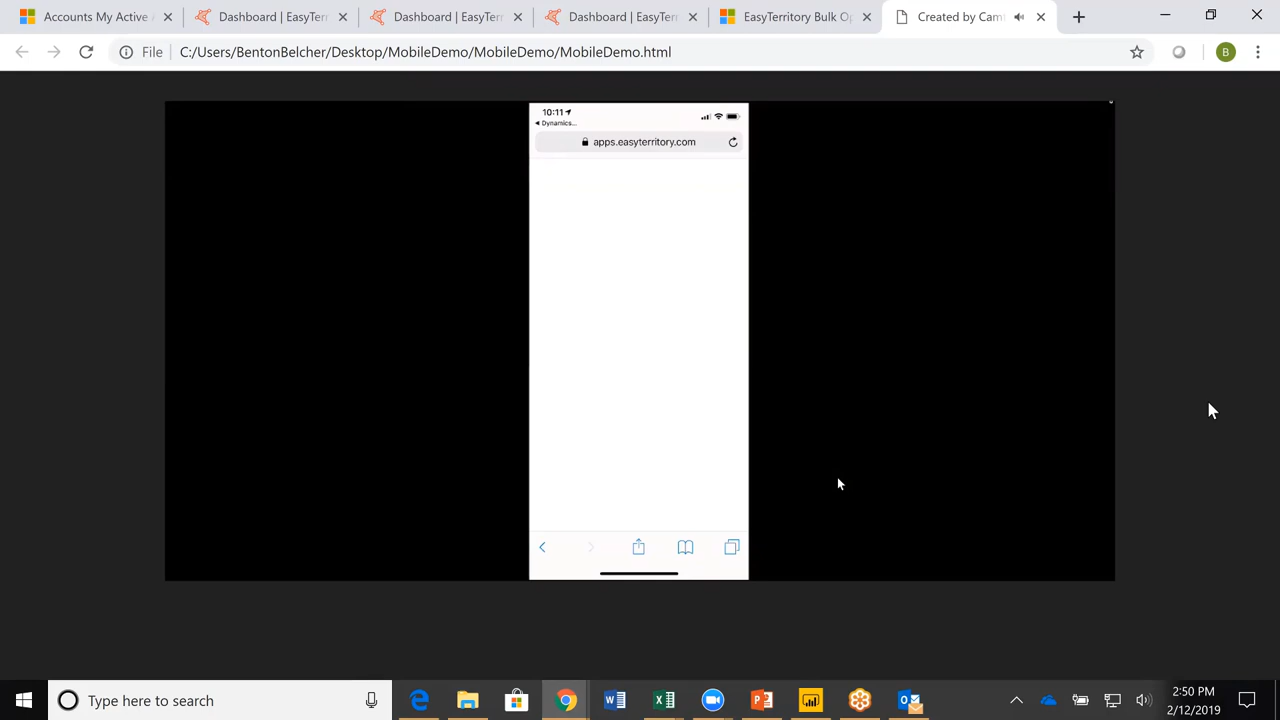 Accounts My Active
Dashboard | EasyTerr
Dashboard | EasyTerr
Dashboard | EasyTerr
EasyTerritory Bulk Op
Created by Cam
File
C:/Users/BentonBelcher/Desktop/MobileDemo/MobileDemo/MobileDemo.html
B
10:11
Dynamics...
apps.easyterritory.com
Type here to search
2:50 PM
2/12/2019